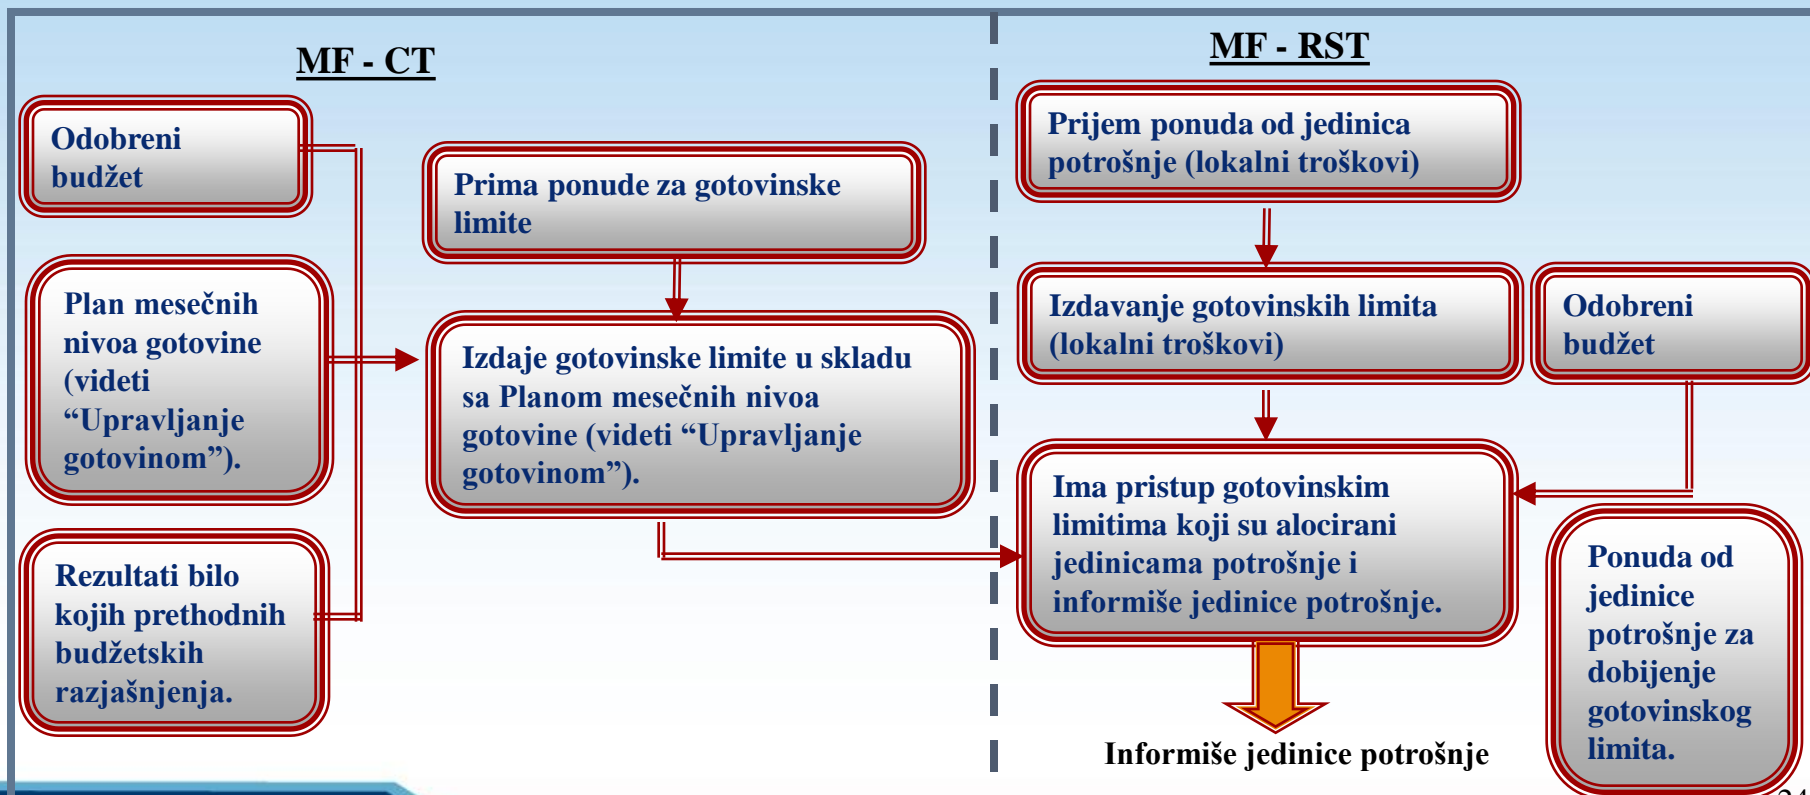 MF - CT
Odobreni
budžet
Plan mesečnih
nivoa gotovine
(videti
“Upravljanje
gotovinom”).
Rezultati bilo
kojih prethodnih
budžetskih
razjašnjenja.
Prima ponude za gotovinske
limite
Izdaje gotovinske limite u skladu
sa Planom mesečnih nivoa
gotovine (videti “Upravljanje
gotovinom”).
MF - RST
Prijem ponuda od jedinica
potrošnje (lokalni troškovi)
Izdavanje gotovinskih limita
(lokalni troškovi)
Odobreni
budžet
Ima pristup gotovinskim
limitima koji su alocirani
jedinicama potrošnje i
informiše jedinice potrošnje.
Ponuda od
jedinice
potrošnje za
dobijenje
gotovinskog
limita.
Informiše jedinice potrošnje